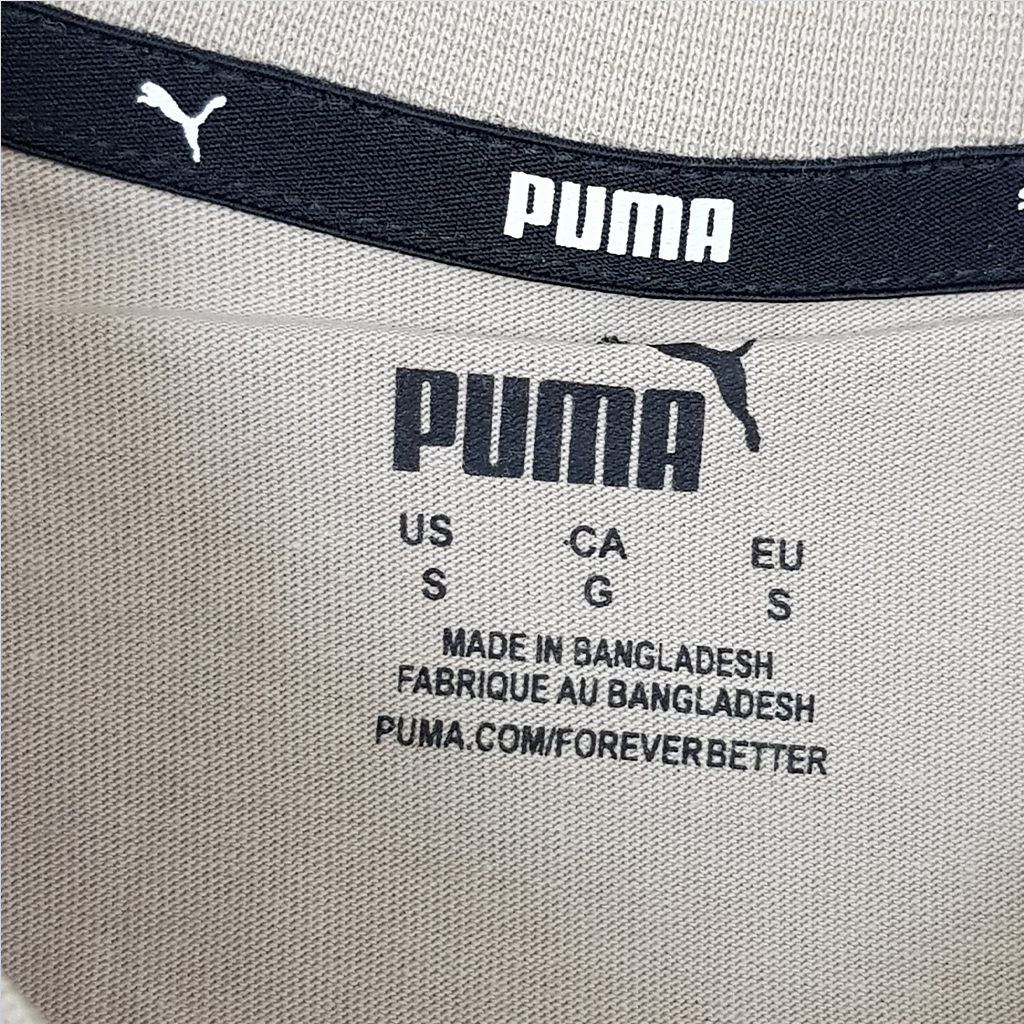 PUMA
PUMA
US CA EU
S G S
MADE IN BANGLADESH
FABRIQUE AU BANGLADESH
PUMA.COM/FOREVERBETTER